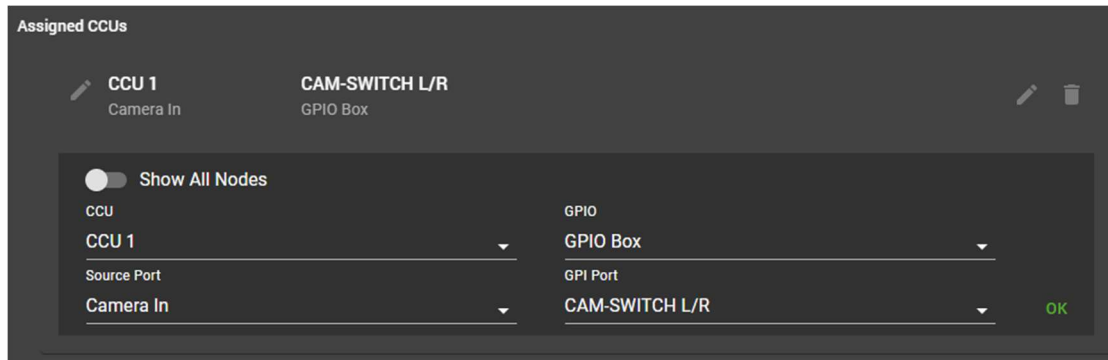 Assigned CCUs
CCU 1 CAM-SWITCH L/R
Camera In GPIO Box
Show All Nodes
CCU GPIO
CCU 1 GPIO Box
Source Port GPI Port
Camera In CAM-SWITCH L/R OK